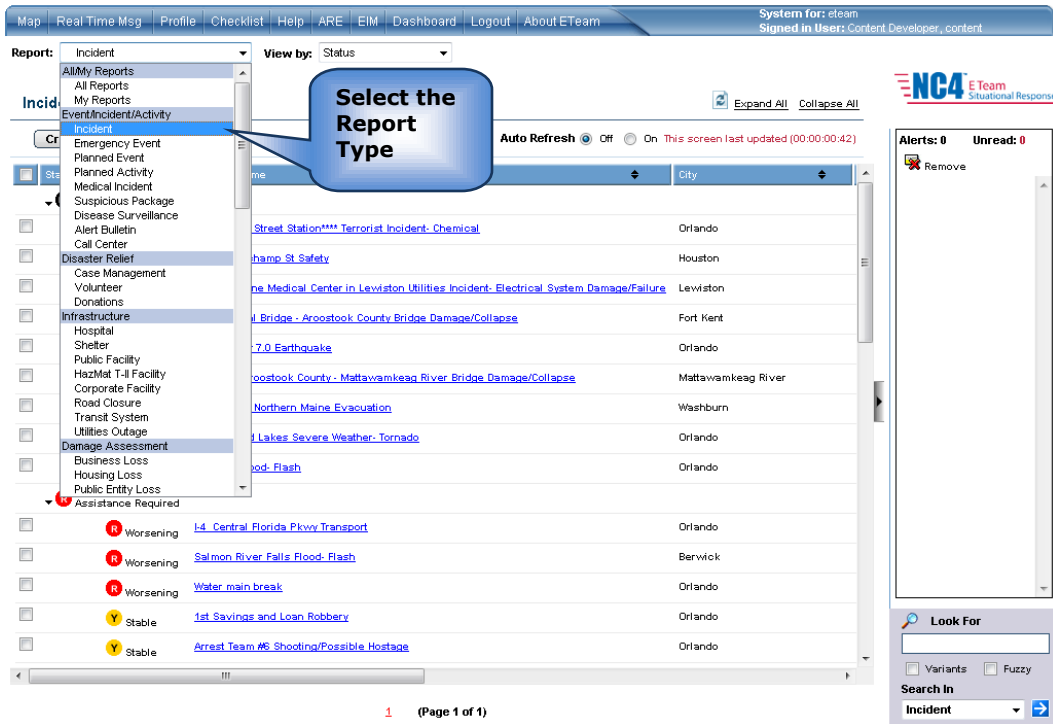 Map Real Time Msg Profile Checklist Help ARE EIM Dashboard Logout About ETeam
System for: eteam
Signed in User: Content Developer, content
Report: Incident View by: Status
All/My Reports
All Reports
My Reports
Event/Incident/Activity
Incident
Emergency Event
Planned Event
Planned Activity
Medical Incident
Suspicious Package
Disease Surveillance
Alert Bulletin
Call Center
Disaster Relief
Case Management
Volunteer
Donations
Infrastructure
Hospital
Shelter
Public Facility
HazMat T-II Facility
Corporate Facility
Road Closure
Transit System
Utilities Outage
Damage Assessment
Business Loss
Housing Loss
Public Entity Loss
Select the
Report
Type
Incid
Expand All Collapse All
Cr
Auto Refresh Off On This screen last updated (00:00:00:42)
Sta me City
Street Station**** Terrorist Incident- Chemical Orlando
hamp St Safety Houston
ne Medical Center in Lewiston Utilities Incident- Electrical System Damage/Failure Lewiston
l Bridge - Aroostook County Bridge Damage/Collapse Fort Kent
7.0 Earthquake Orlando
roostook County - Mattawamkeag River Bridge Damage/Collapse Mattawamkeag River
Northern Maine Evacuation Washburn
d Lakes Severe Weather- Tornado Orlando
ood- Flash Orlando
R Assistance Required
R Worsening I-4 Central Florida Pkwy Transport Orlando
R Worsening Salmon River Falls Flood- Flash Berwick
R Worsening Water main break Orlando
Y Stable 1st Savings and Loan Robbery Orlando
Y Stable Arrest Team #6 Shooting/Possible Hostage Orlando
1 (Page 1 of 1)
NC4 E Team
Situational Response
Alerts: 0 Unread: 0
Remove
Look For
Variants Fuzzy
Search In
Incident